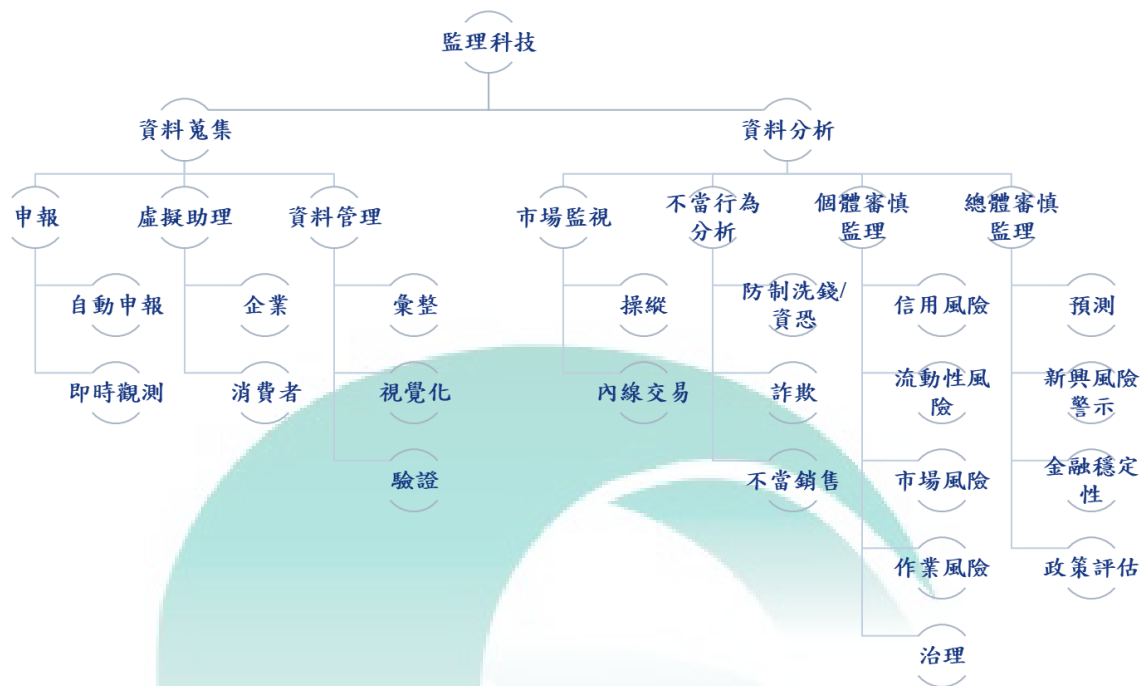 監理科技
資料蒐集
資料分析
申報
虛擬助理
資料管理
市場監視
不當行為
分析
個體審慎
監理
總體審慎
監理
自動申報
企業
彙整
操縱
防制洗錢/
資恐
信用風險
預測
即時觀測
消費者
視覺化
內線交易
詐欺
流動性風
險
新興風險
警示
驗證
不當銷售
市場風險
金融穩定
性
作業風險
政策評估
治理